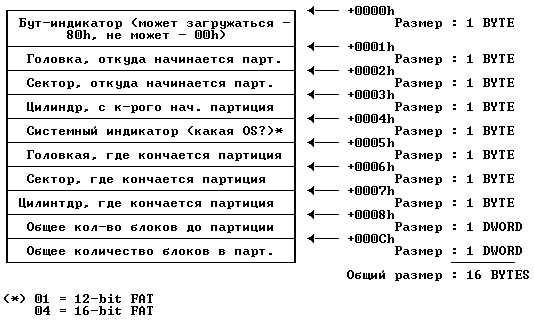 +0000h
Бут-индикатор (может загружаться -
80h, не может - 00h)
Размер : 1 BYTE
+0001h
Головка, откуда начинается парт.
Размер : 1 BYTE
+0002h
Сектор, откуда начинается парт.
Размер : 1 BYTE
+0003h
Цилиндр, с к-рого нач. партиция
Размер : 1 BYTE
+0004h
Системный индикатор (какая OS?)*
Размер : 1 BYTE
+0005h
Головкая, где кончается партиция
Размер : 1 BYTE
+0006h
Сектор, где кончается партиция
Размер : 1 BYTE
+0007h
Цилинтдр, где кончается партиция
Размер : 1 BYTE
+0008h
Общее кол-во блоков до партиции
Размер : 1 DWORD
+000Ch
Общее количество блоков в парт.
Размер : 1 DWORD
Общий размер : 16 BYTES
(*) 01 = 12-bit FAT
04 = 16-bit FAT